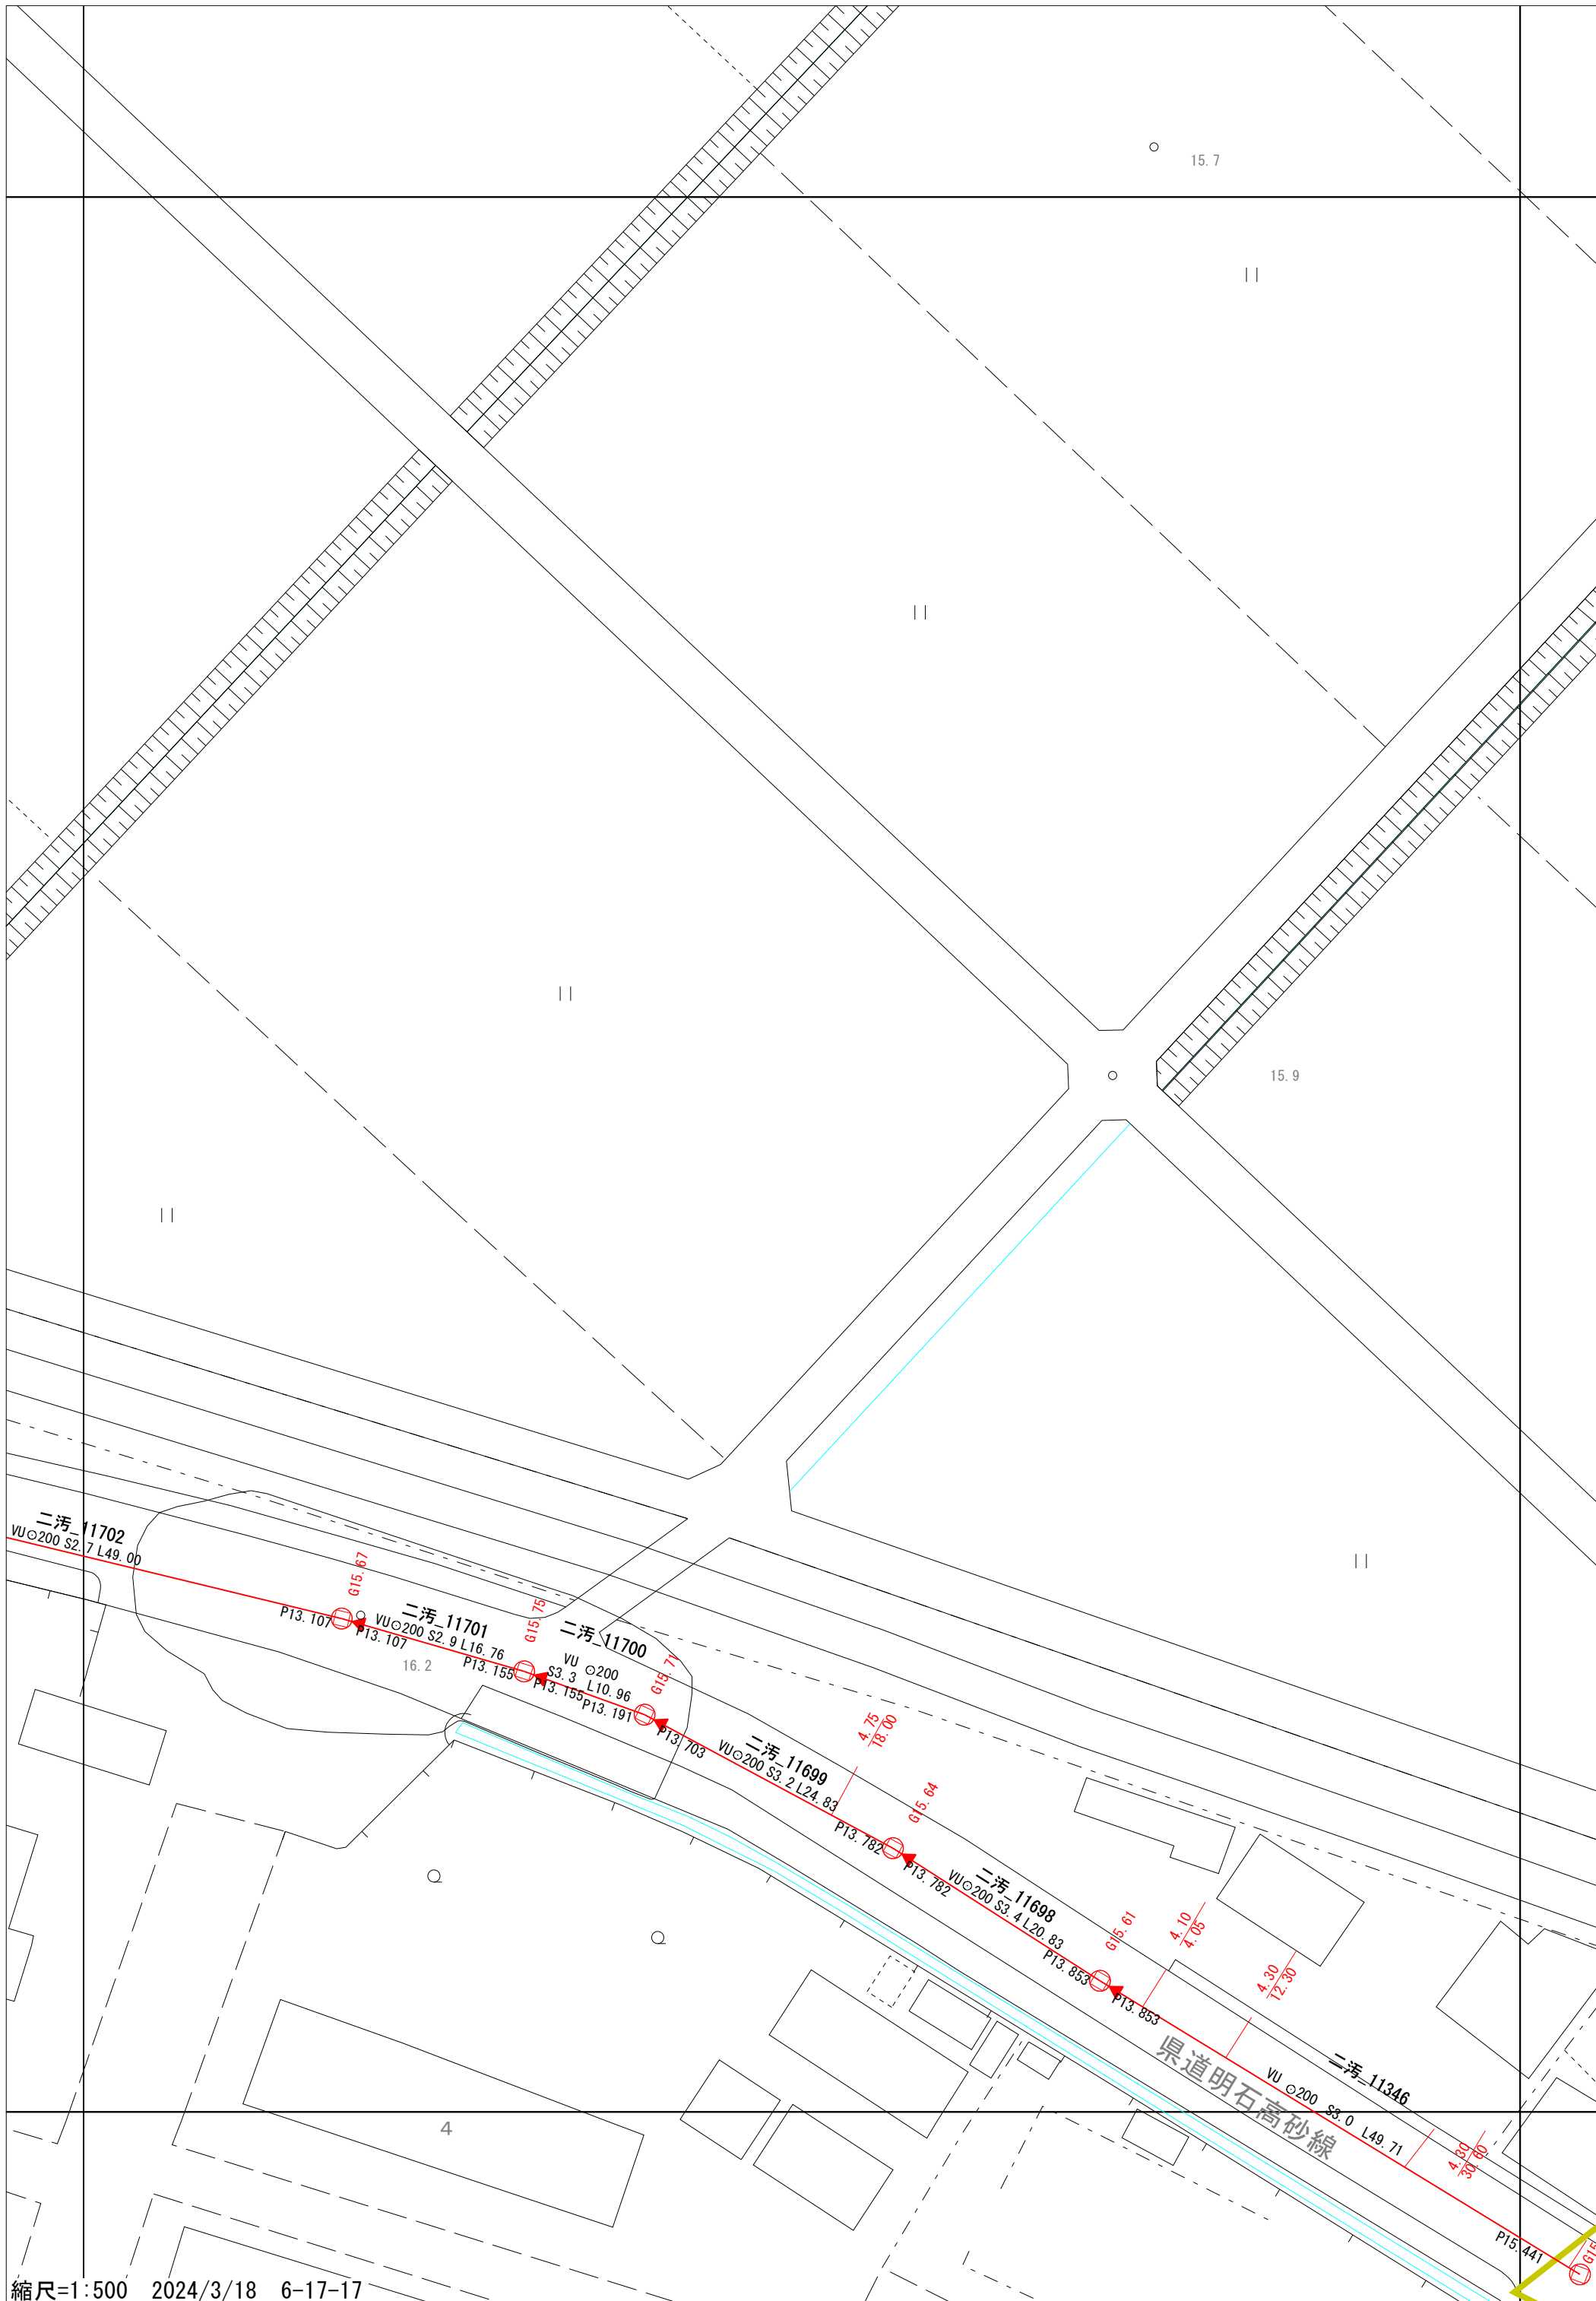 15.7
15.9
二汚_11702
VU⊙200 S2.7 L49.00
G15.67
P13.107
P13.107
二汚_11701
VU⊙200 S2.9 L16.76
16.2
G15.75
P13.155
P13.155
二汚_11700
VU ⊙200
S3.3 L10.96
G15.71
P13.191
P13.703
二汚_11699
VU⊙200 S3.2 L24.83
4.75
18.00
G15.64
P13.782
P13.782
二汚_11698
VU⊙200 S3.4 L20.83
G15.61
P13.853
P13.853
4.10
4.05
4.30
12.30
県道明石高砂線
二汚_11346
VU ⊙200 S3.0 L49.71
4.30
30.60
P15.441
G15
4
縮尺=1:500 2024/3/18 6-17-17